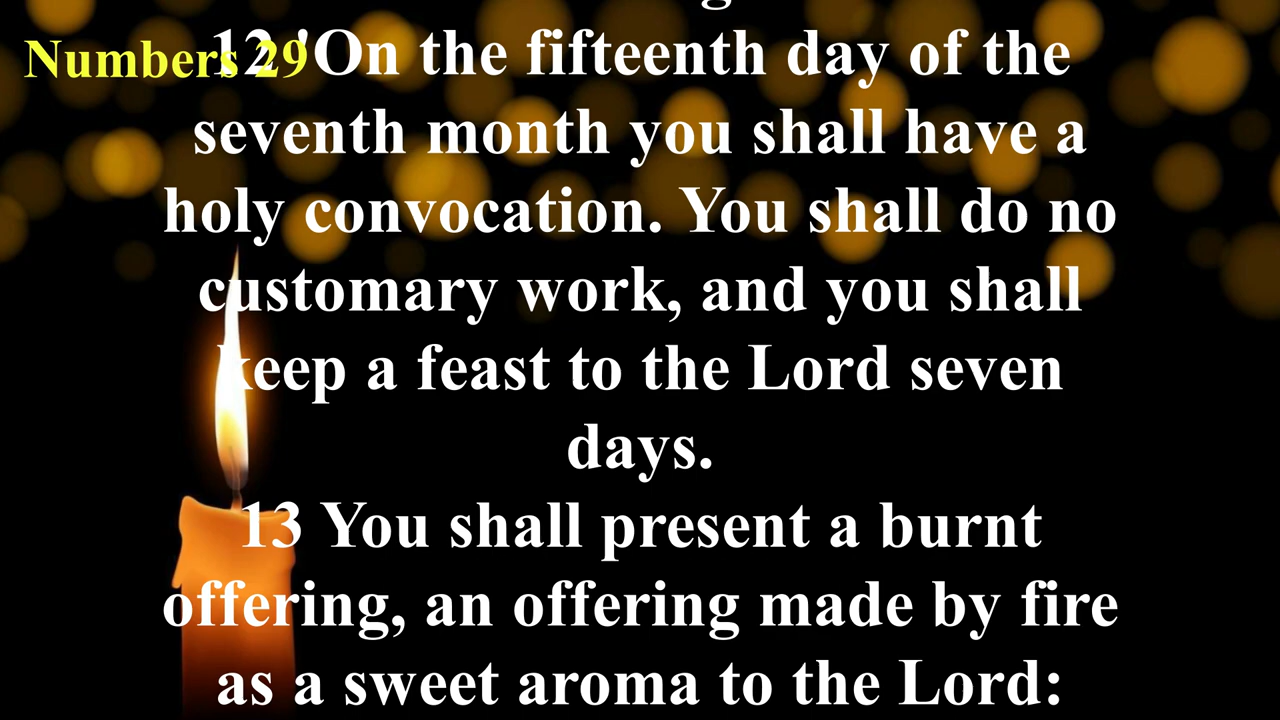 Numbers 29
12 'On the fifteenth day of the
seventh month you shall have a
holy convocation. You shall do no
customary work, and you shall
keep a feast to the Lord seven
days.
13 You shall present a burnt
offering, an offering made by fire
as a sweet aroma to the Lord: